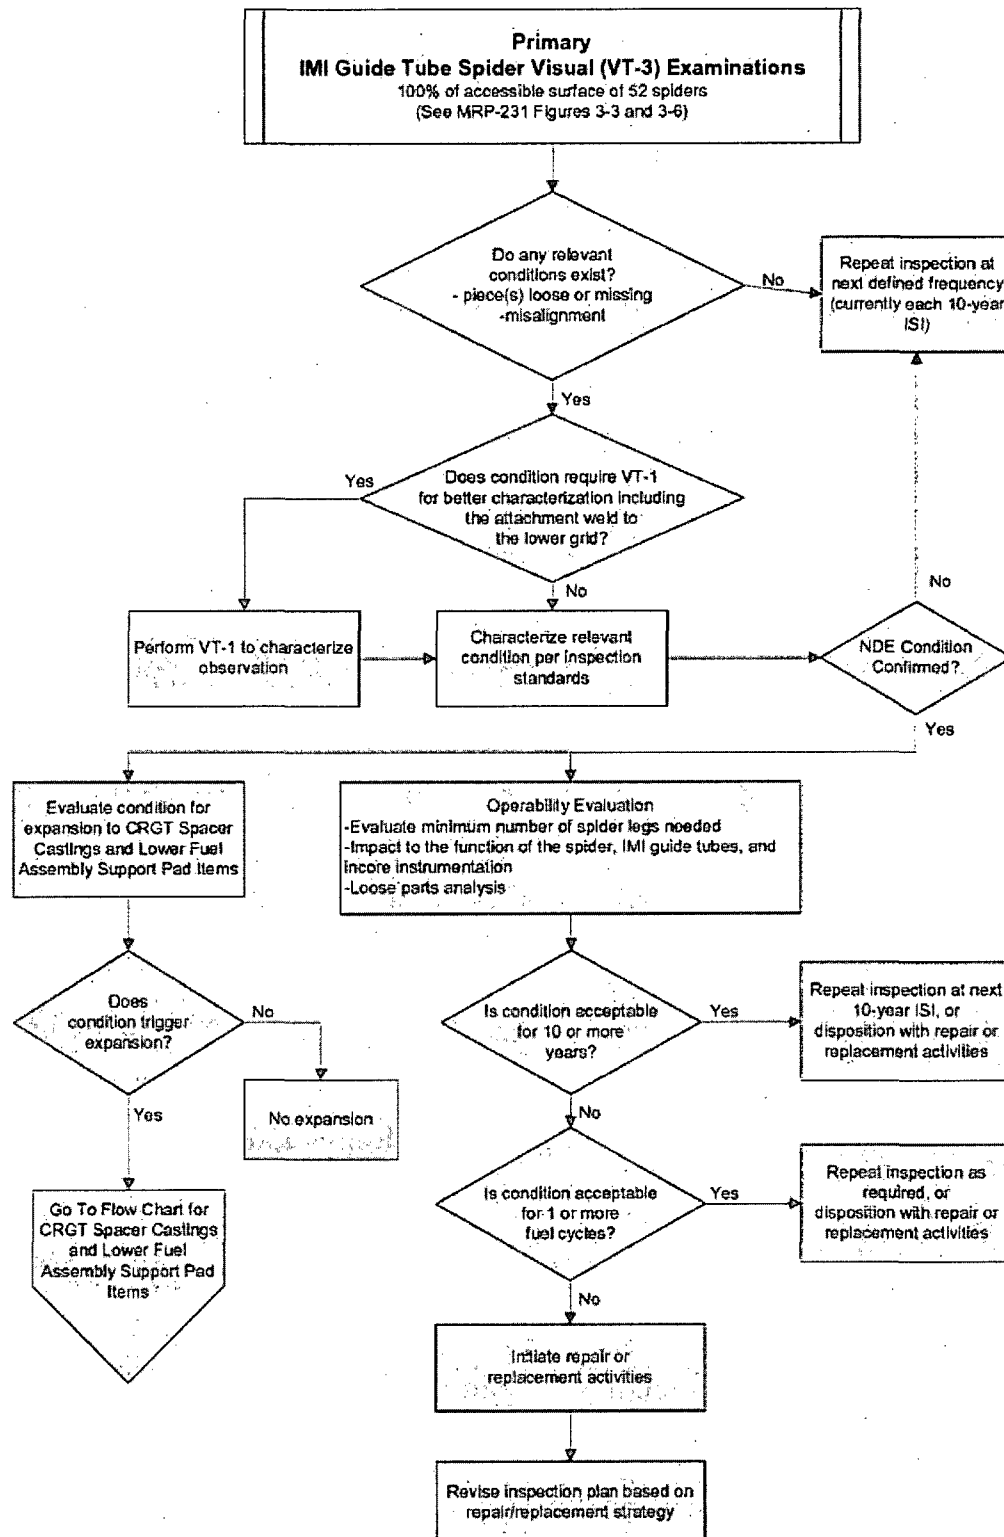 Primary
IMI Guide Tube Spider Visual (VT-3) Examinations
100% of accessible surface of 52 spiders
(See MRP-231 Figures 3-3 and 3-6)
Do any relevant
conditions exist?
- piece(s) loose or missing
-misalignment
No
Repeat inspection at
next defined frequency
(currently each 10-year
ISI)
Yes
Does condition require VT-1
for better characterization including
the attachment weld to
the lower grid?
Yes
No
Perform VT-1 to characterize
observation
Characterize relevant
condition per inspection
standards
NDE Condition
Confirmed?
No
Yes
Evaluate condition for
expansion to CRGT Spacer
Castings and Lower Fuel
Assembly Support Pad Items
Operability Evaluation
-Evaluate minimum number of spider legs needed
-Impact to the function of the spider, IMI guide tubes, and
incore instrumentation
-Loose parts analysis
Does
condition trigger
expansion?
No
No expansion
Yes
Go To Flow Chart for
CRGT Spacer Castings
and Lower Fuel
Assembly Support Pad
Items
Is condition acceptable
for 10 or more
years?
Yes
Repeat inspection at next
10-year ISI, or
disposition with repair or
replacement activities
No
Is condition acceptable
for 1 or more
fuel cycles?
Yes
Repeat inspection as
required, or
disposition with repair or
replacement activities
No
Initiate repair or
replacement activities
Revise inspection plan based on
repair/replacement strategy